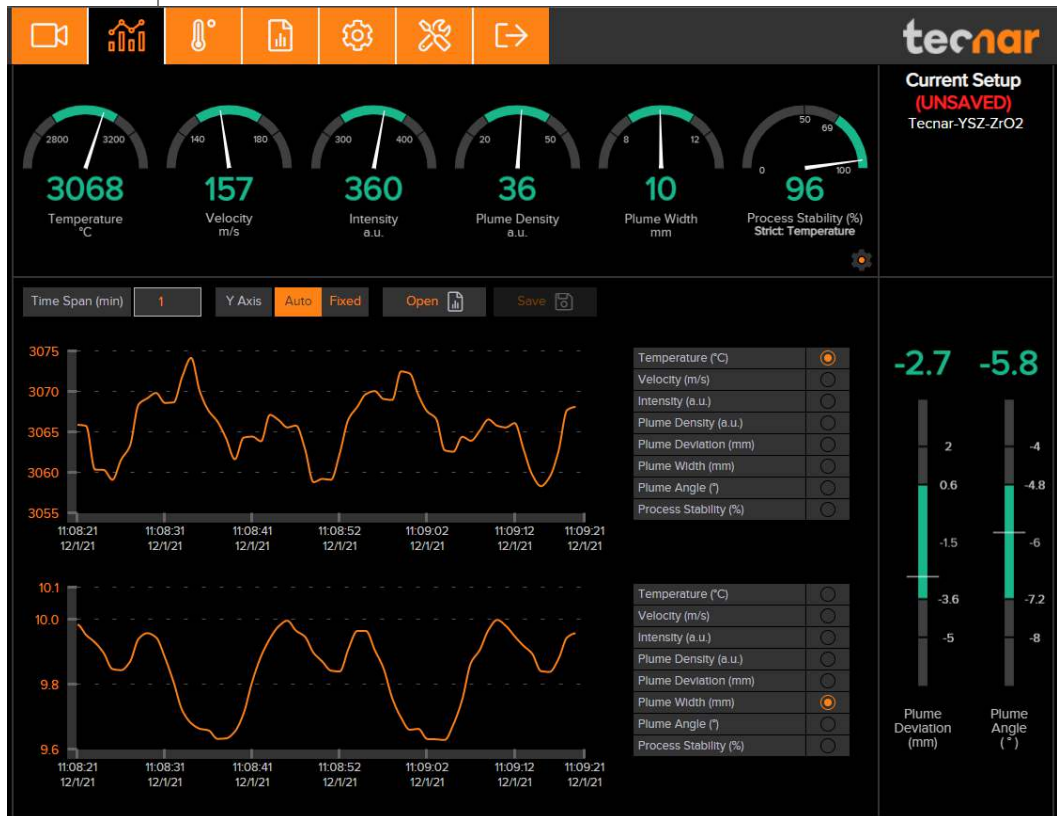 tecnar
Current Setup
(UNSAVED)
Tecnar-YSZ-ZrO2
2800 3200
3068
Temperature
°C
140 180
157
Velocity
m/s
300 400
360
Intensity
a.u.
20 50
36
Plume Density
a.u.
8 12
10
Plume Width
mm
0 50 69 100
96
Process Stability (%)
Strict: Temperature
Time Span (min) 1 Y Axis Auto Fixed Open Save
3075
3070
3065
3060
3055
11:08:21 11:08:31 11:08:41 11:08:52 11:09:02 11:09:12 11:09:21
12/1/21 12/1/21 12/1/21 12/1/21 12/1/21 12/1/21 12/1/21
Temperature (°C)
Velocity (m/s)
Intensity (a.u.)
Plume Density (a.u.)
Plume Deviation (mm)
Plume Width (mm)
Plume Angle (°)
Process Stability (%)
10.1
10.0
9.8
9.6
11:08:21 11:08:31 11:08:41 11:08:52 11:09:02 11:09:12 11:09:21
12/1/21 12/1/21 12/1/21 12/1/21 12/1/21 12/1/21 12/1/21
Temperature (°C)
Velocity (m/s)
Intensity (a.u.)
Plume Density (a.u.)
Plume Deviation (mm)
Plume Width (mm)
Plume Angle (°)
Process Stability (%)
-2.7 -5.8
2 -4
0.6 -4.8
-1.5 -6
-3.6 -7.2
-5 -8
Plume
Deviation
(mm)
Plume
Angle
(°)